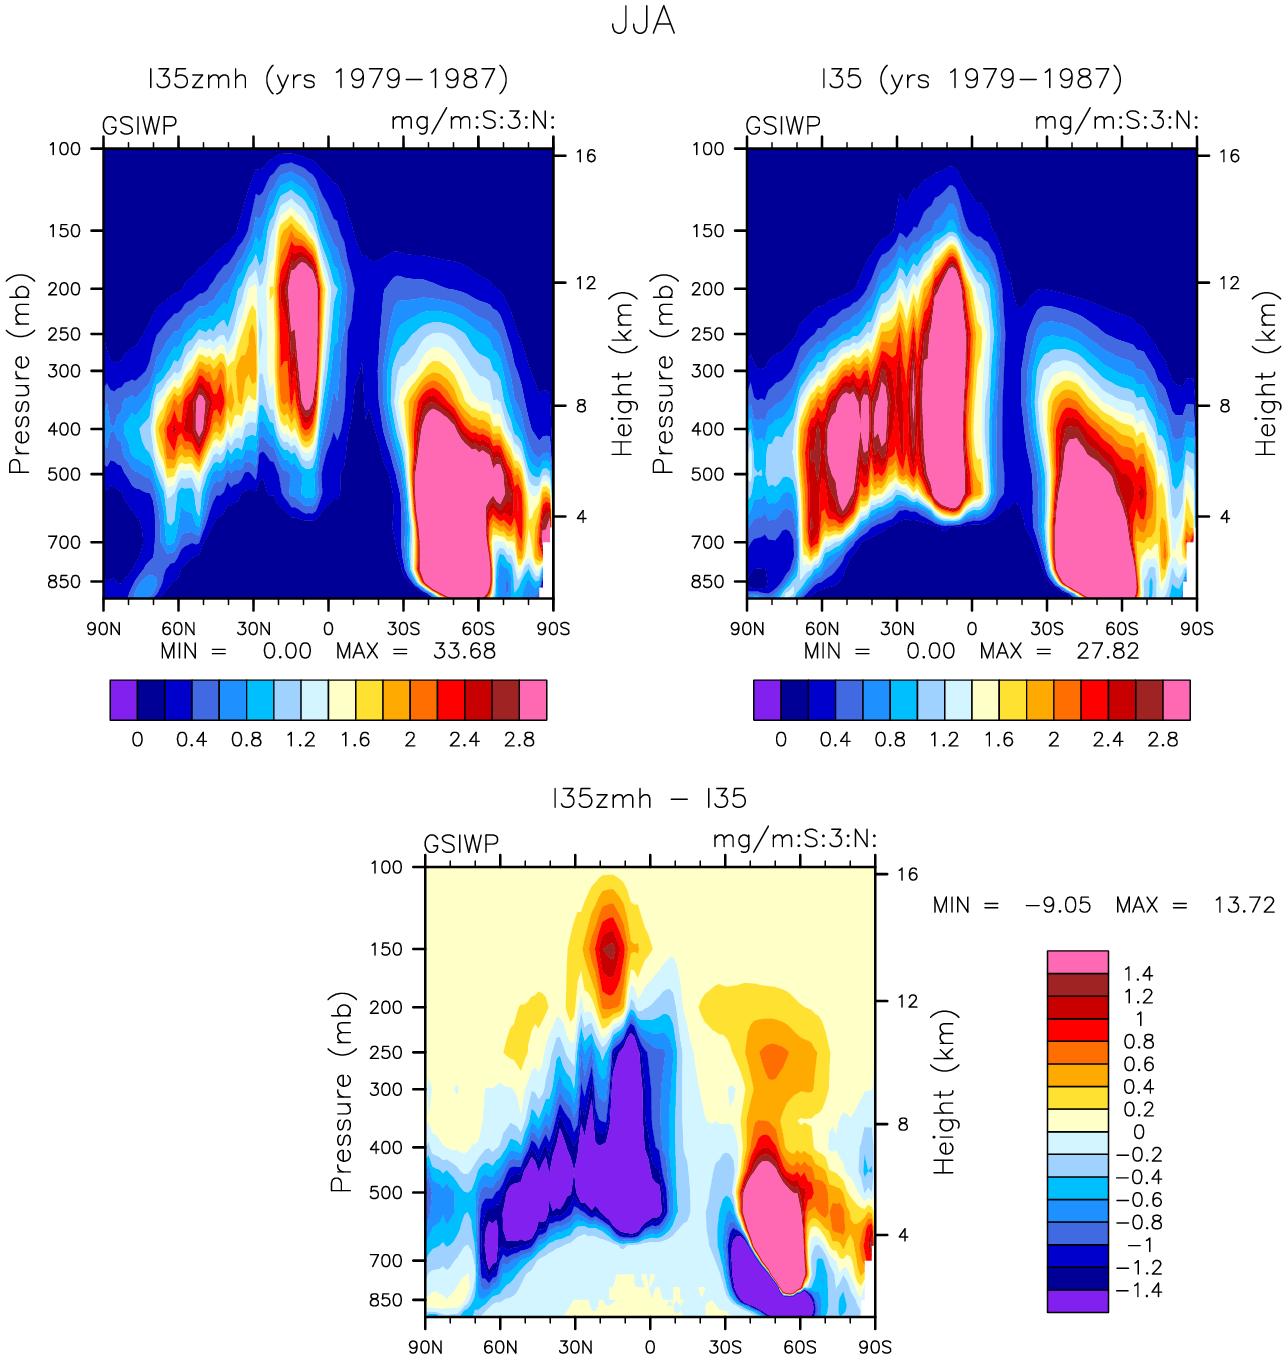 JJA
I35zmh (yrs 1979−1987)
I35 (yrs 1979−1987)
GSIWP mg/m:S:3:N:
GSIWP mg/m:S:3:N:
100
150
200
250
300
400
500
700
850
Pressure (mb)
16
12
8
4
Height (km)
90N 60N 30N 0 30S 60S 90S
MIN = 0.00 MAX = 33.68
0 0.4 0.8 1.2 1.6 2 2.4 2.8
100
150
200
250
300
400
500
700
850
Pressure (mb)
16
12
8
4
Height (km)
90N 60N 30N 0 30S 60S 90S
MIN = 0.00 MAX = 27.82
0 0.4 0.8 1.2 1.6 2 2.4 2.8
I35zmh − I35
GSIWP mg/m:S:3:N:
100
150
200
250
300
400
500
700
850
Pressure (mb)
16
12
8
4
Height (km)
90N 60N 30N 0 30S 60S 90S
MIN = −9.05 MAX = 13.72
1.4
1.2
1
0.8
0.6
0.4
0.2
0
−0.2
−0.4
−0.6
−0.8
−1
−1.2
−1.4